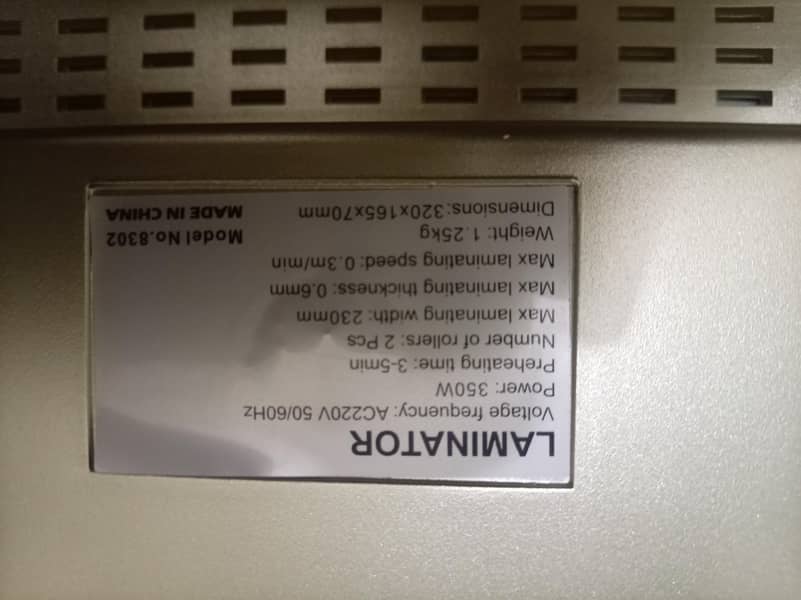 LAMINATOR
Voltage frequency: AC220V 50/60Hz
Power: 350W
Preheating time: 3-5min
Number of rollers: 2 Pcs
Max laminating width: 230mm
Max laminating thickness: 0.6mm
Max laminating speed: 0.3m/min
Weight: 1.25kg
Model No.8302
Dimensions:320x165x70mm
MADE IN CHINA